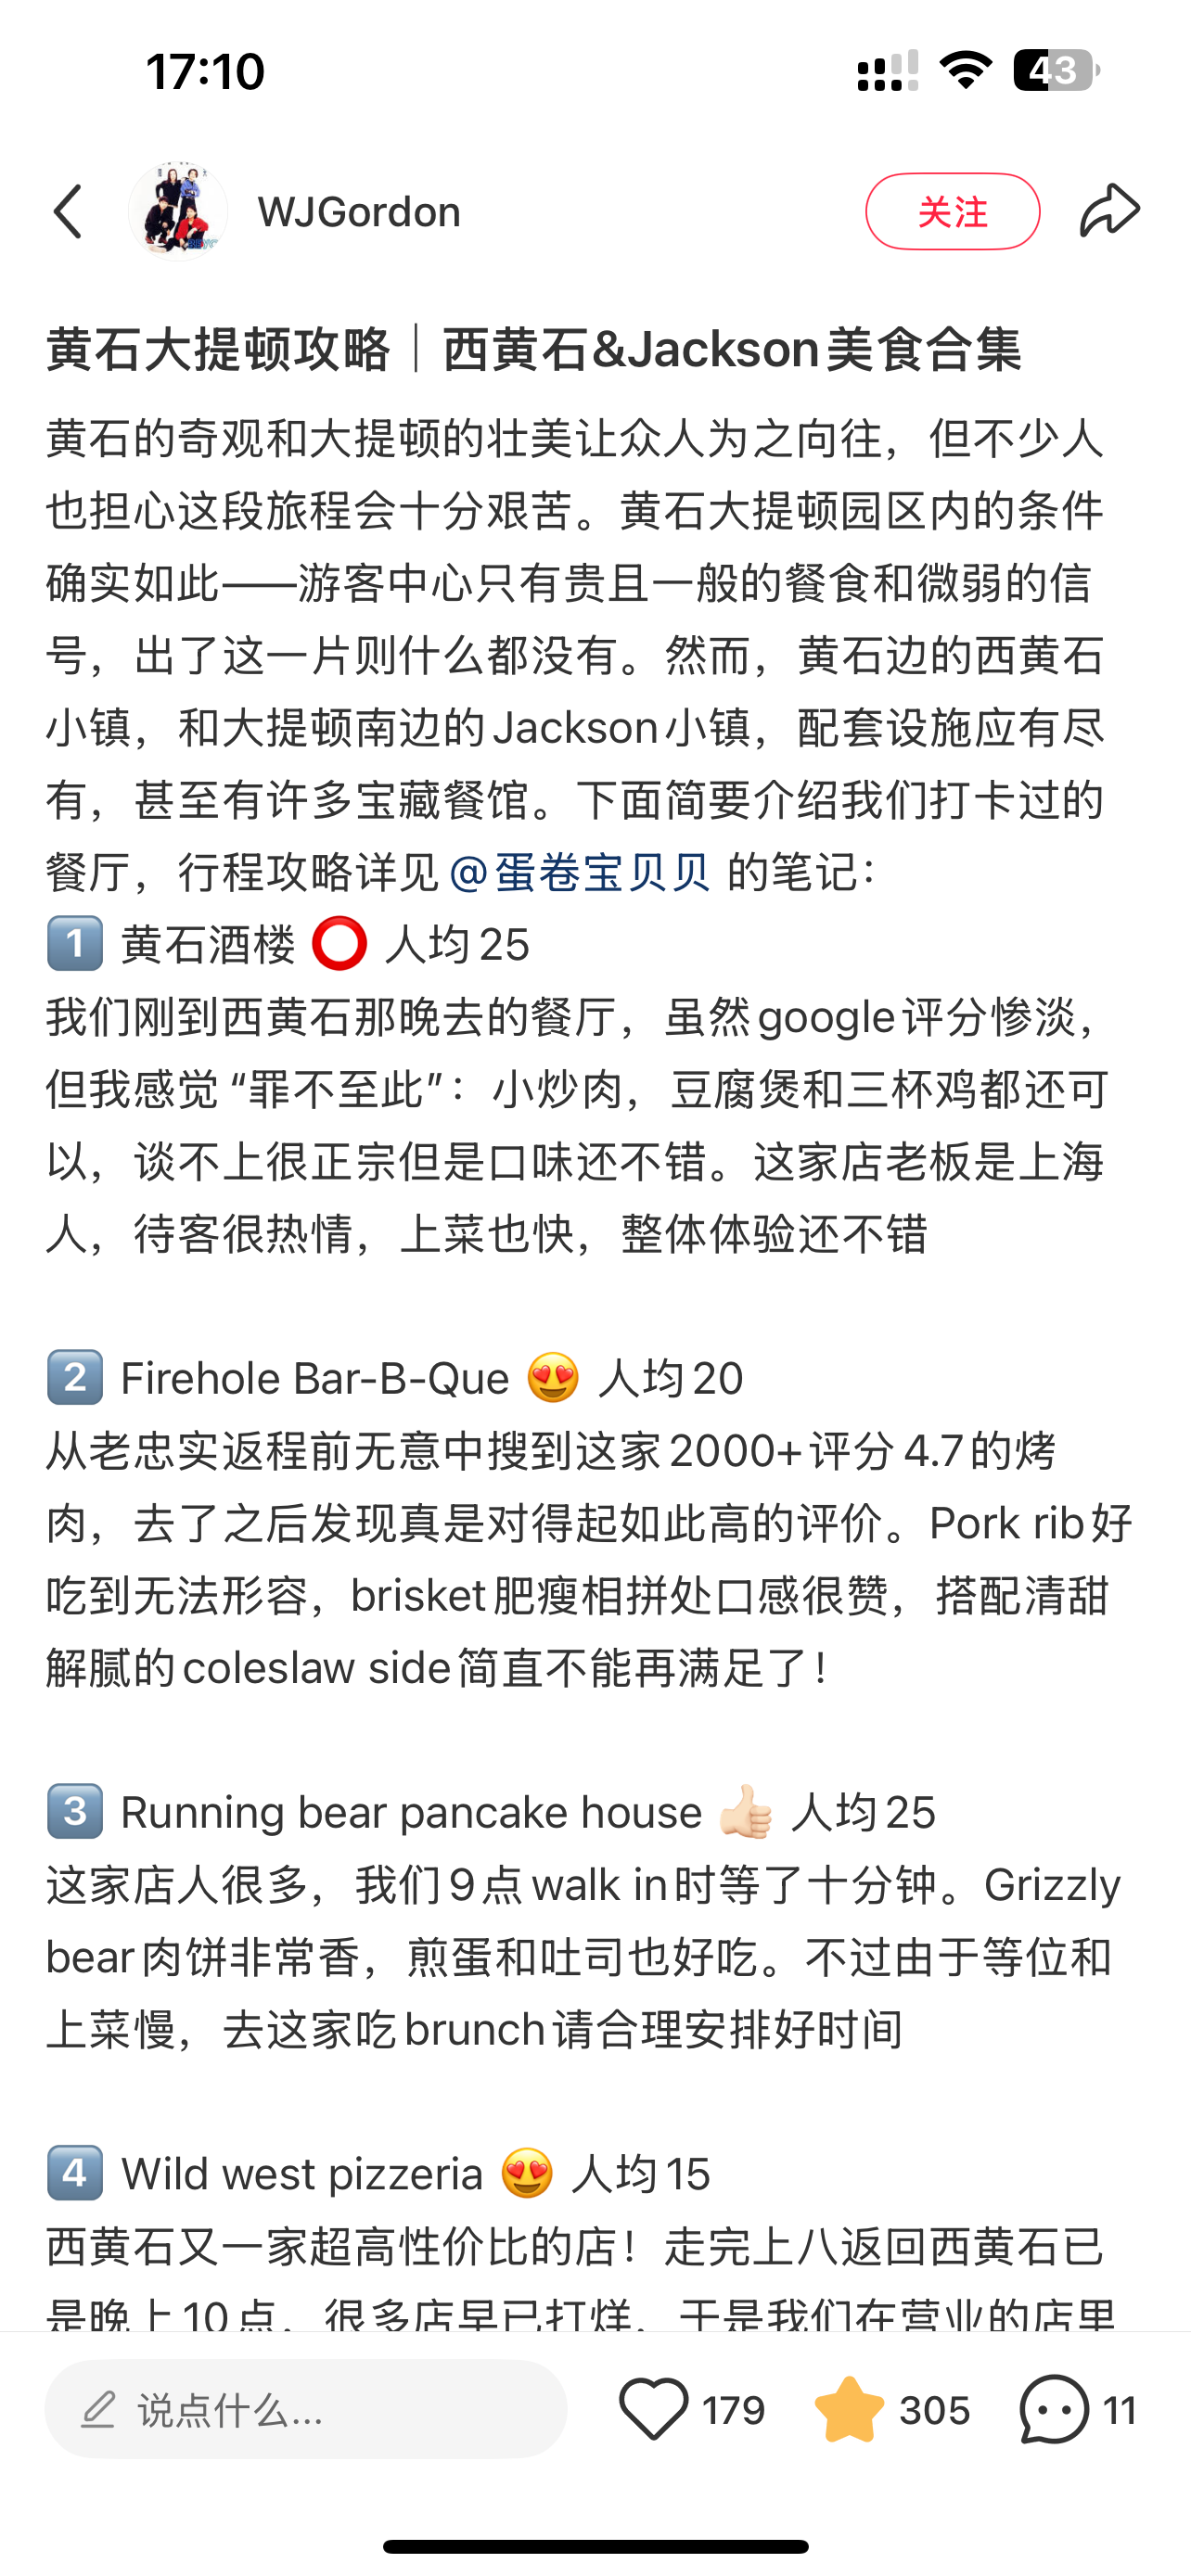 17:10
43
WJGordon
关注
黄石大提顿攻略｜西黄石&Jackson美食合集
黄石的奇观和大提顿的壮美让众人为之向往，但不少人
也担心这段旅程会十分艰苦。黄石大提顿园区内的条件
确实如此——游客中心只有贵且一般的餐食和微弱的信
号，出了这一片则什么都没有。然而，黄石边的西黄石
小镇，和大提顿南边的Jackson小镇，配套设施应有尽
有，甚至有许多宝藏餐馆。下面简要介绍我们打卡过的
餐厅，行程攻略详见 @蛋卷宝贝贝 的笔记：
1️⃣ 黄石酒楼 ⭕ 人均25
我们刚到西黄石那晚去的餐厅，虽然google评分惨淡，
但我感觉 “罪不至此”：小炒肉，豆腐煲和三杯鸡都还可
以，谈不上很正宗但是口味还不错。这家店老板是上海
人，待客很热情，上菜也快，整体体验还不错
2️⃣ Firehole Bar-B-Que 😍 人均20
从老忠实返程前无意中搜到这家2000+评分4.7的烤
肉，去了之后发现真是对得起如此高的评价。Pork rib好
吃到无法形容，brisket肥瘦相拼处口感很赞，搭配清甜
解腻的coleslaw side简直不能再满足了！
3️⃣ Running bear pancake house 👍🏻 人均25
这家店人很多，我们9点walk in时等了十分钟。Grizzly
bear肉饼非常香，煎蛋和吐司也好吃。不过由于等位和
上菜慢，去这家吃brunch请合理安排好时间
4️⃣ Wild west pizzeria 😍 人均15
西黄石又一家超高性价比的店！走完上八返回西黄石已
是晚上10点，很多店早已打烊，于是我们在营业的店里
说点什么...
179
305
11